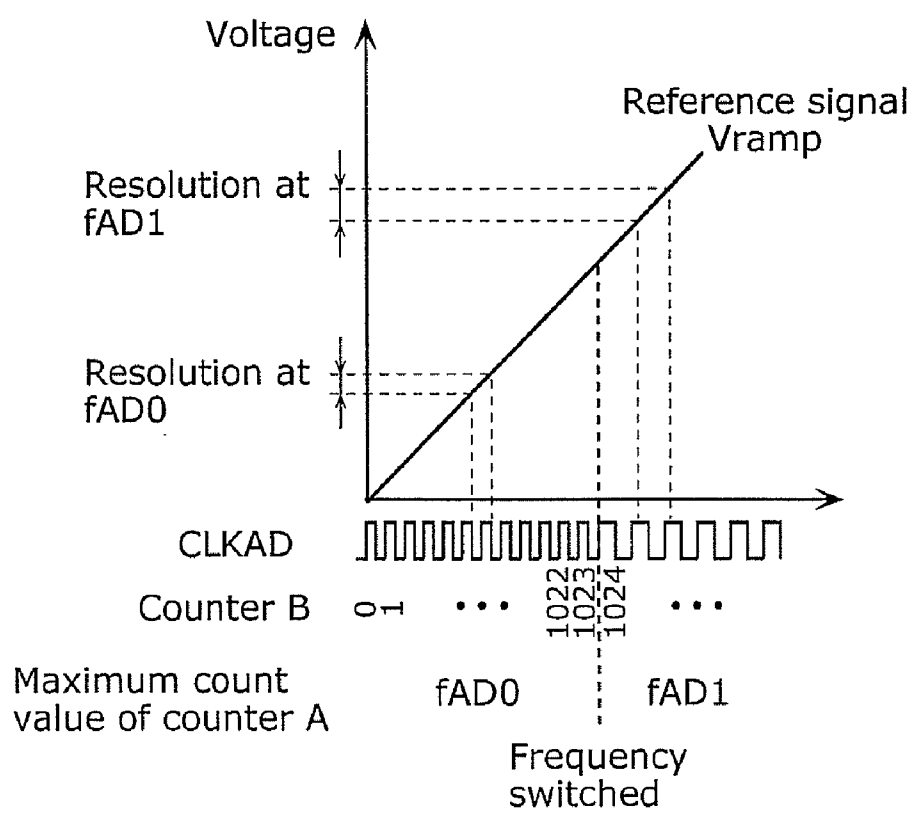 Voltage
Reference signal
Vramp
Resolution at
fAD1
Resolution at
fAD0
CLKAD
Counter B 0 1 ••• 1022 1023 1024 •••
Maximum count
value of counter A
fAD0 fAD1
Frequency
switched